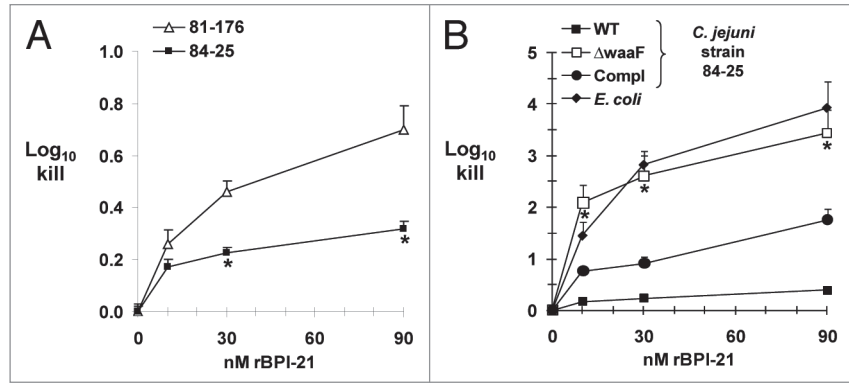 A
81-176
84-25
1.0
0.8
0.6
0.4
0.2
0.0
Log10
kill
*
*
0
30
60
90
nM rBPI-21
B
WT
ΔwaaF
Compl
E. coli
C. jejuni
strain
84-25
5
4
3
2
1
0
Log10
kill
*
*
*
0
30
60
90
nM rBPI-21